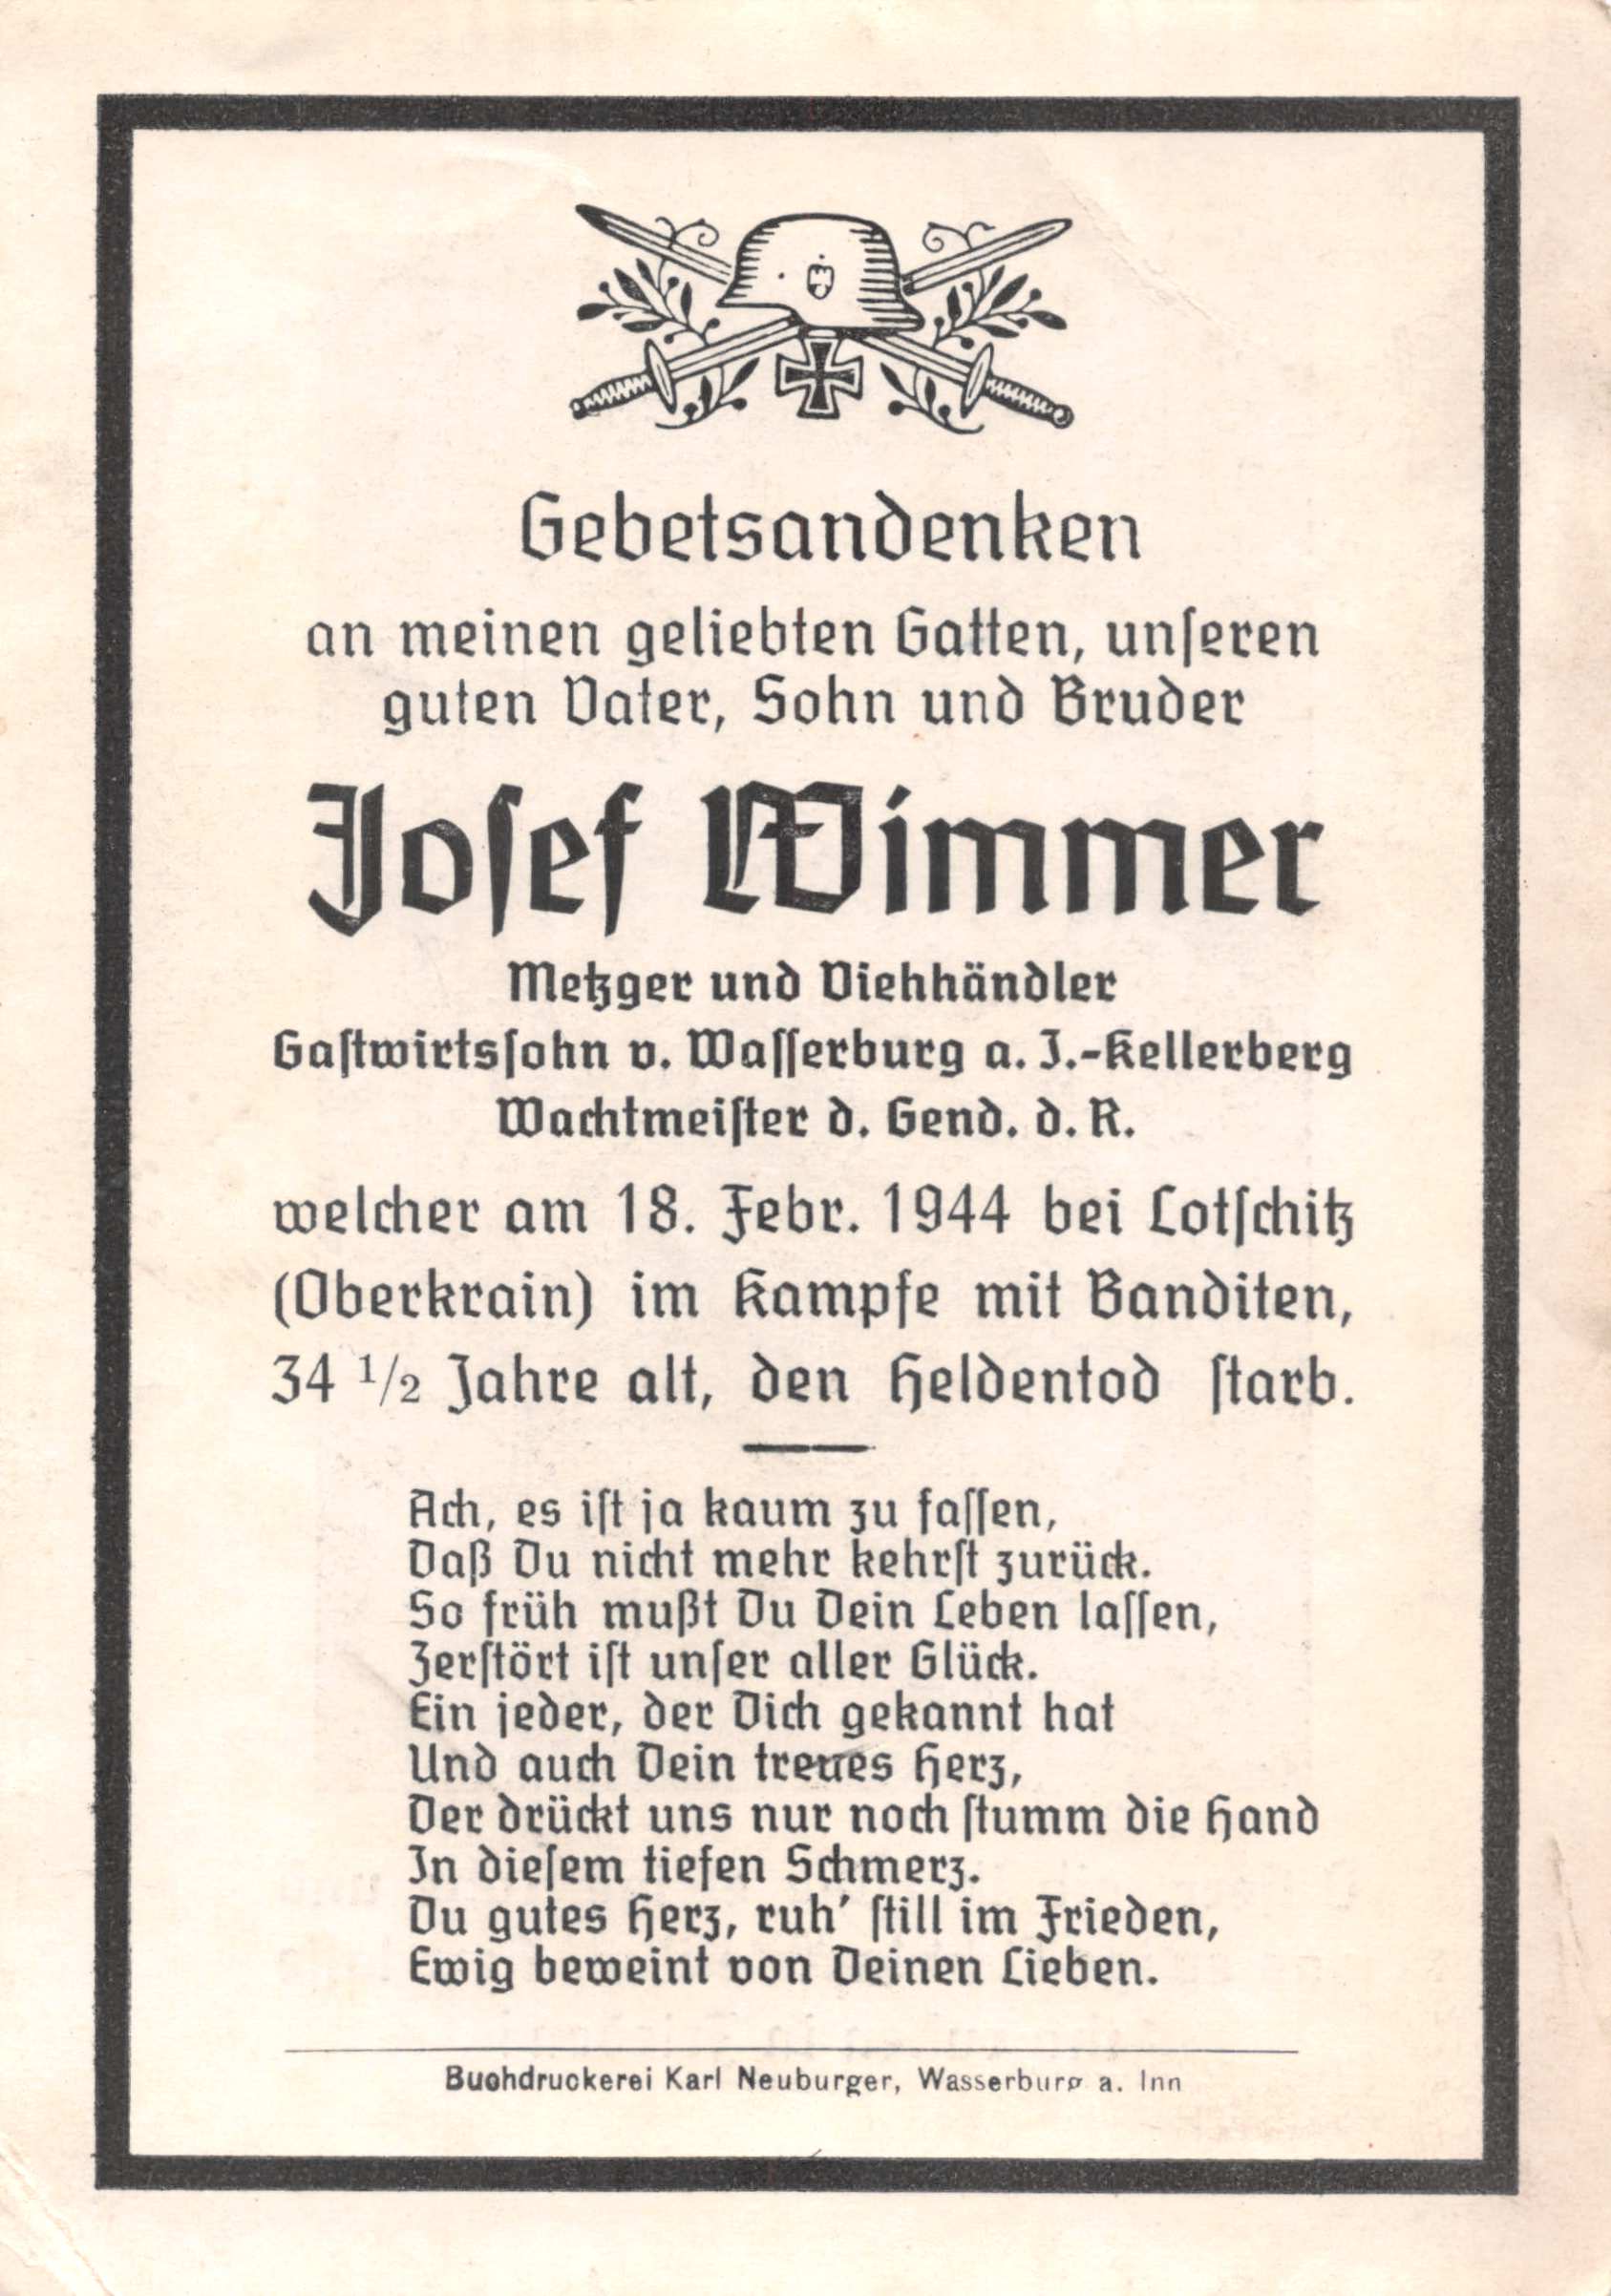 Gebetsandenken
an meinen geliebten Gatten, unſeren
guten Vater, Sohn und Bruder
Joſef Wimmer
Metzger und Viehhändler
Gaſtwirtsſohn v. Waſſerburg a. I.-Kellerberg
Wachtmeiſter d. Gend. d. R.
welcher am 18. Febr. 1944 bei Lotſchitz
(Oberkrain) im Kampfe mit Banditen,
34 1/2 Jahre alt, den Heldentod ſtarb.
Ach, es iſt ja kaum zu faſſen,
Daß Du nicht mehr kehrſt zurück.
So früh mußt Du Dein Leben laſſen,
Zerſtört iſt unſer aller Glück.
Ein jeder, der Dich gekannt hat
Und auch Dein treues Herz,
Der drückt uns nur noch ſtumm die Hand
In dieſem tiefen Schmerz.
Du gutes Herz, ruh' ſtill im Frieden,
Ewig beweint von Deinen Lieben.
Buchdruckerei Karl Neuburger, Wasserburg a. Inn